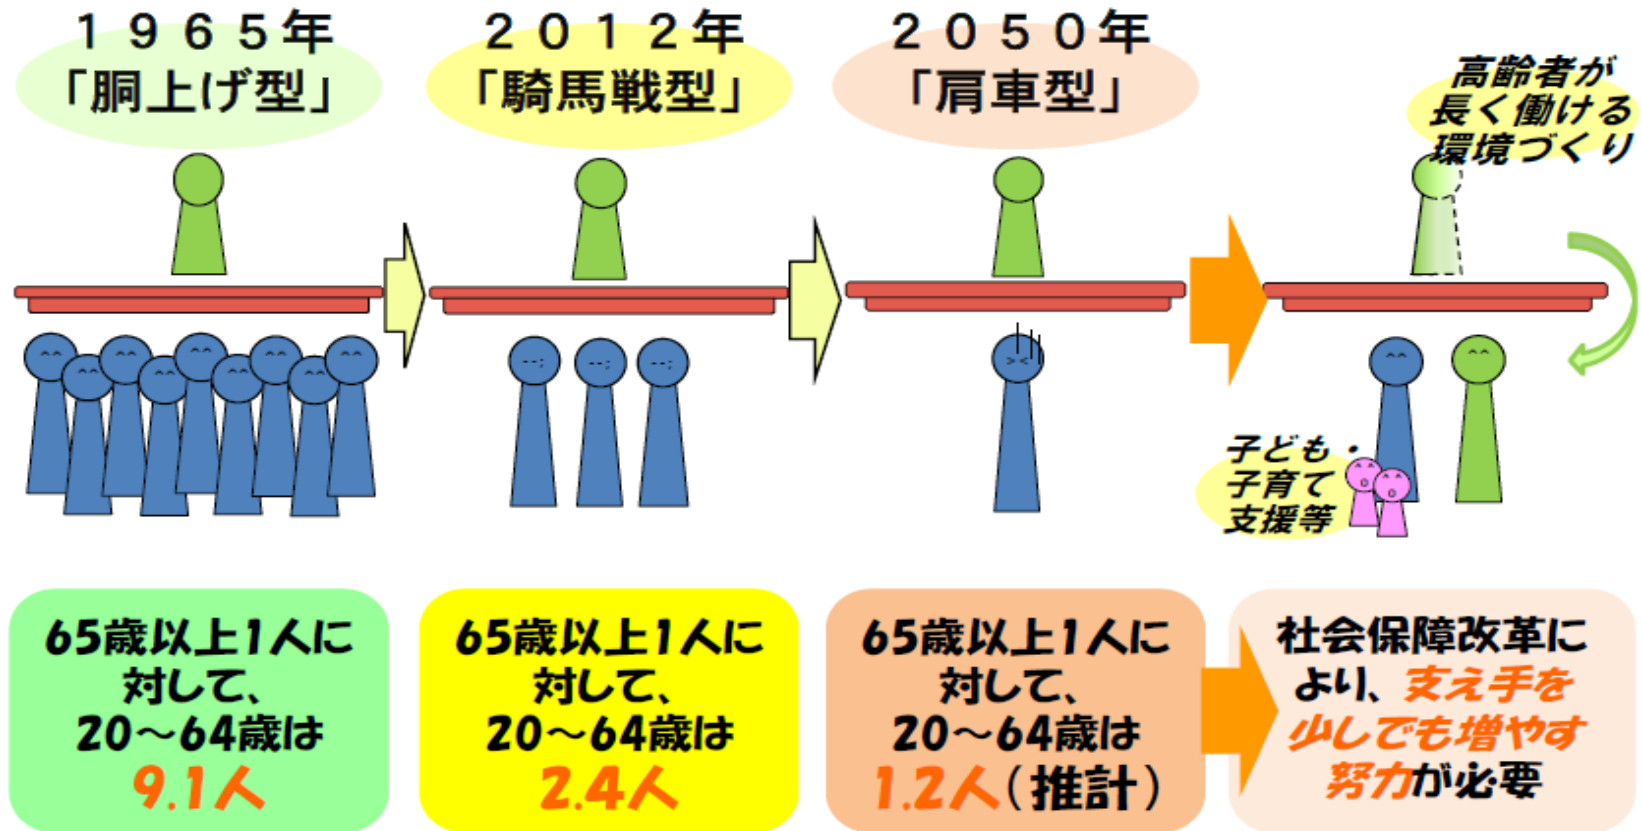 １９６５年
「胴上げ型」
２０１２年
「騎馬戦型」
２０５０年
「肩車型」
高齢者が
長く働ける
環境づくり
子ども・
子育て
支援等
65歳以上1人に
対して、
20～64歳は
9.1人
65歳以上1人に
対して、
20～64歳は
2.4人
65歳以上1人に
対して、
20～64歳は
1.2人（推計）
社会保障改革に
より、支え手を
少しでも増やす
努力が必要